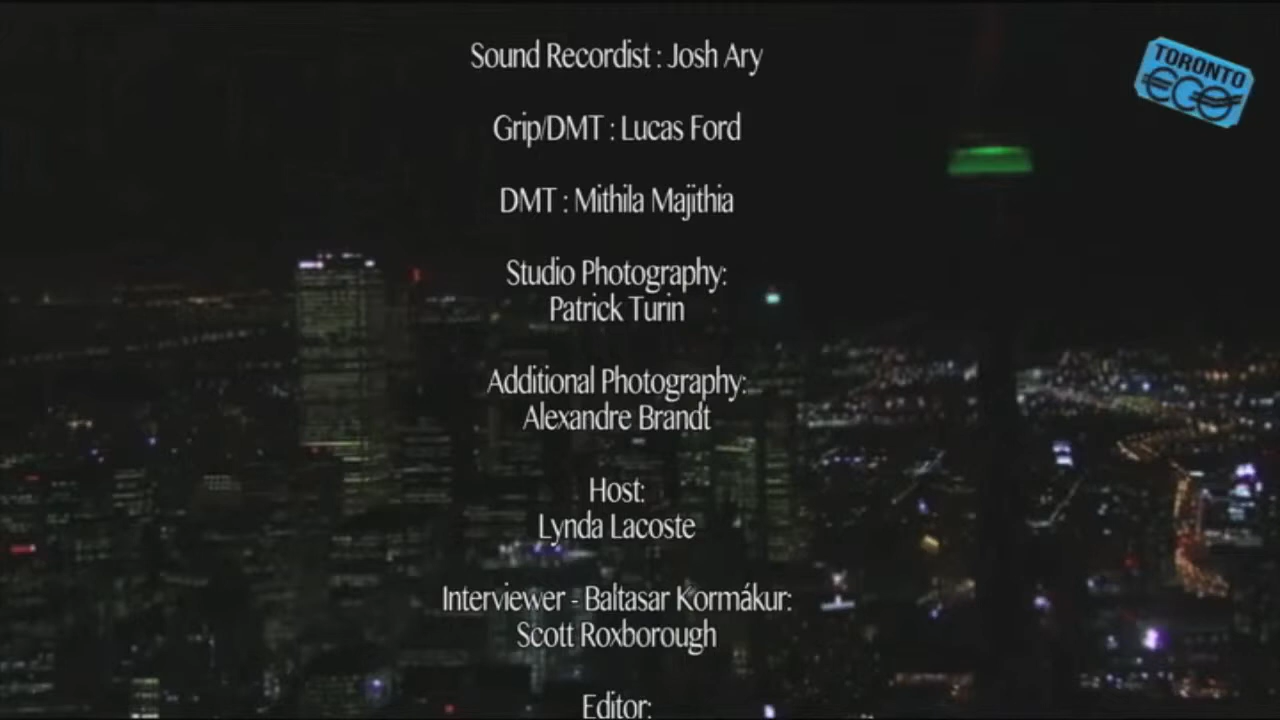 TORONTO
ECO
Sound Recordist : Josh Ary
Grip/DMT : Lucas Ford
DMT : Mithila Majithia
Studio Photography:
Patrick Turin
Additional Photography:
Alexandre Brandt
Host:
Lynda Lacoste
Interviewer - Baltasar Kormákur:
Scott Roxborough
Editor: